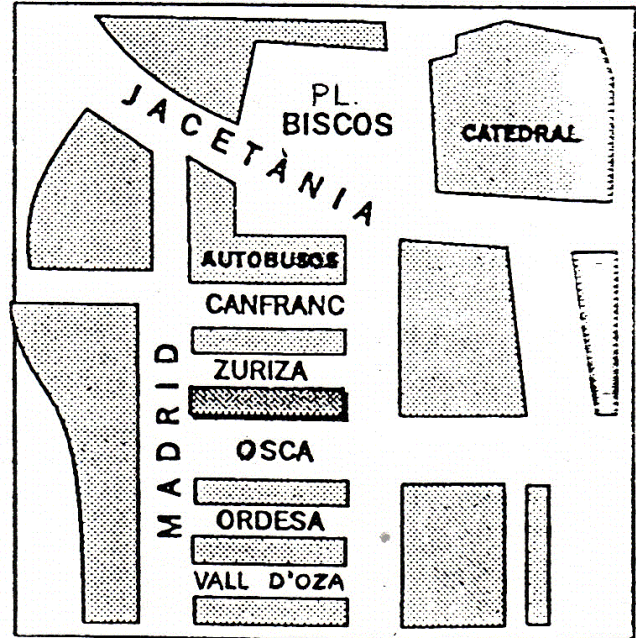 PL.
BISCOS
JACETÀNIA
CATEDRAL
AUTOBUSOS
CANFRANC
ZURIZA
MADRID
OSCA
ORDESA
VALL D'OZA